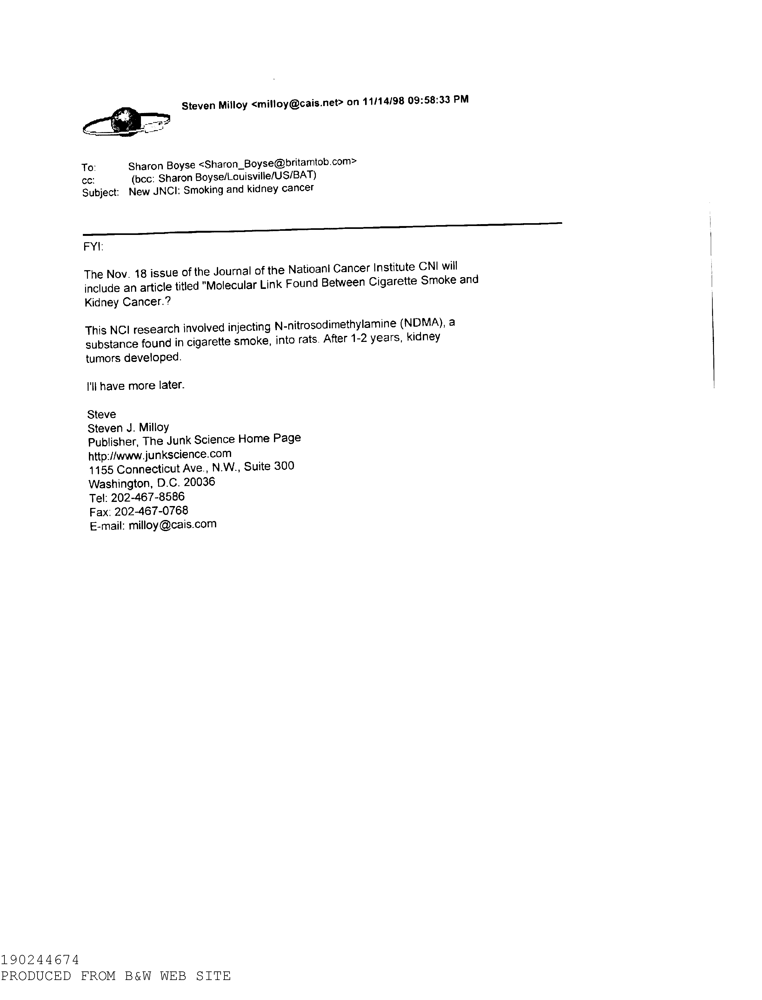 Steven Milloy <milloy@cais.net> on 11/14/98 09:58:33 PM
To: Sharon Boyse <Sharon_Boyse@britamtob.com>
cc: (bcc: Sharon Boyse/Louisville/US/BAT)
Subject: New JNCI: Smoking and kidney cancer
FYI:
The Nov. 18 issue of the Journal of the Natioanl Cancer Institute CNI will
include an article titled "Molecular Link Found Between Cigarette Smoke and
Kidney Cancer.?
This NCI research involved injecting N-nitrosodimethylamine (NDMA), a
substance found in cigarette smoke, into rats. After 1-2 years, kidney
tumors developed.
I'll have more later.
Steve
Steven J. Milloy
Publisher, The Junk Science Home Page
http://www.junkscience.com
1155 Connecticut Ave., N.W., Suite 300
Washington, D.C. 20036
Tel: 202-467-8586
Fax: 202-467-0768
E-mail: milloy@cais.com
190244674
PRODUCED FROM B&W WEB SITE